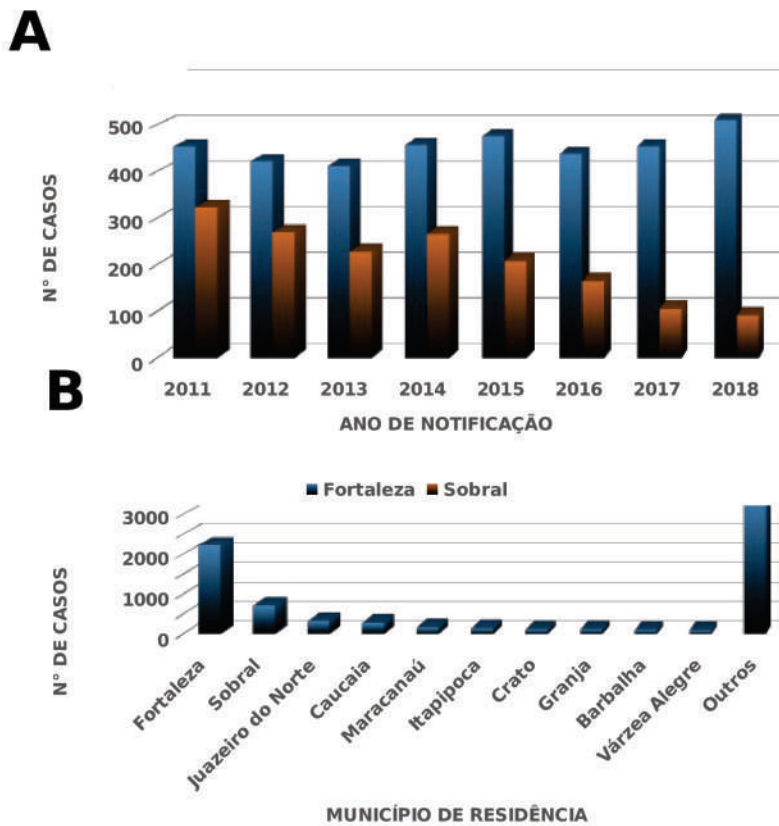 A
500
400
300
200
100
0
N° DE CASOS
2011 2012 2013 2014 2015 2016 2017 2018
ANO DE NOTIFICAÇÃO
B
Fortaleza Sobral
3000
2000
1000
0
N° DE CASOS
Fortaleza
Sobral
Juazeiro do Norte
Caucaia
Maracanaú
Itapipoca
Crato
Granja
Barbalha
Várzea Alegre
Outros
MUNICÍPIO DE RESIDÊNCIA